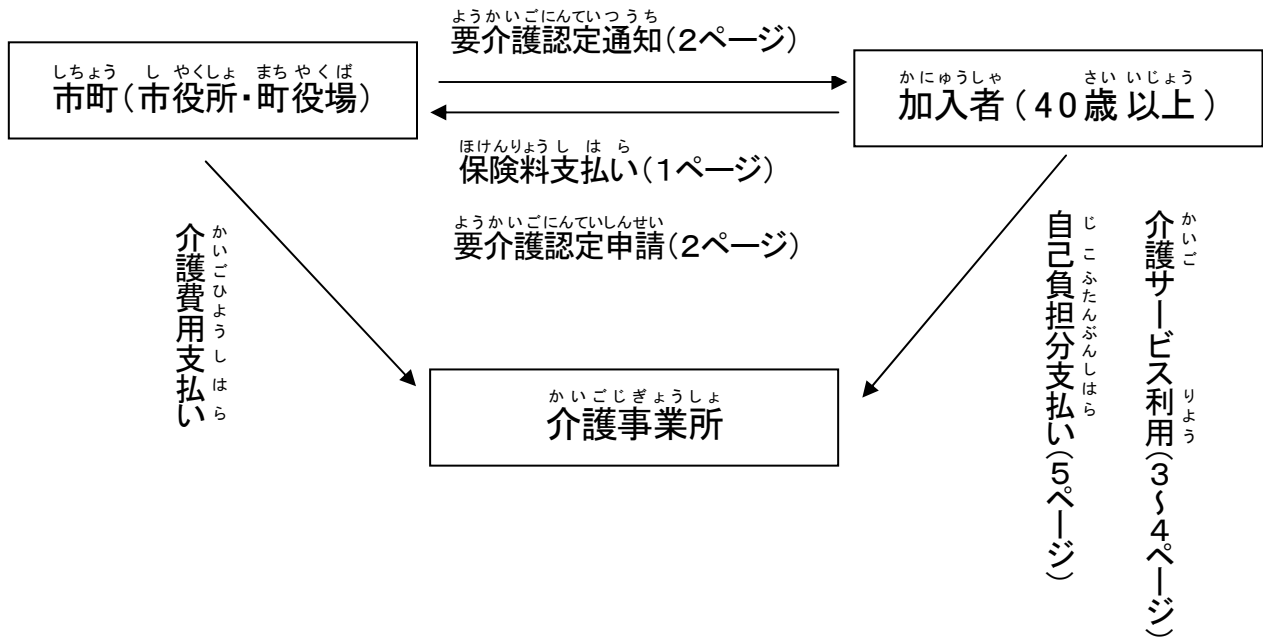 ようかいごにんていつうち
要介護認定通知(2ページ)
しちょう し やくしょ まち やくば
市町(市役所・町役場)
かにゅうしゃ さい いじょう
加入者(40歳以上)
ほけんりょう し は ら
保険料支払い(1ページ)
ようかいごにんていしんせい
要介護認定申請(2ページ)
かいごひようしはら
介護費用支払い
かいごじぎょうしょ
介護事業所
かいご りよう
介護サービス利用(3~4ページ)
じこふたんぶんしはら
自己負担分支払い(5ページ)